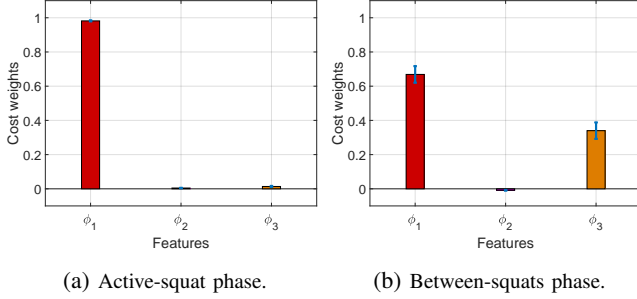 1
0.8
0.6
0.4
0.2
0
Cost weights
ϕ1 ϕ2 ϕ3
Features
(a) Active-squat phase.
1
0.8
0.6
0.4
0.2
0
Cost weights
ϕ1 ϕ2 ϕ3
Features
(b) Between-squats phase.